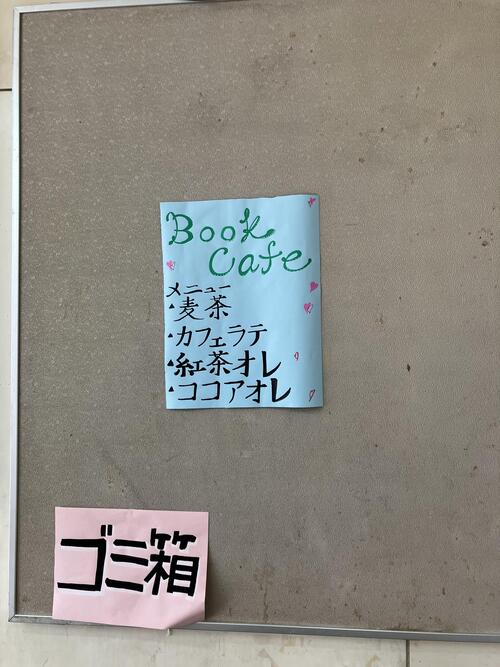 Book
Cafe
メニュー
・麦茶
・カフェラテ
・紅茶オレ
・ココアオレ
ゴミ箱